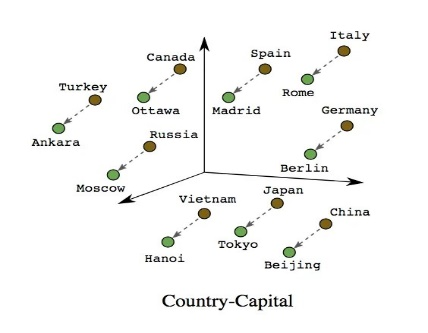 Italy
Spain
Canada
Rome
Turkey
Ottawa
Madrid
Germany
Russia
Ankara
Berlin
Moscow
Japan
Vietnam
China
Tokyo
Hanoi
Beijing
Country-Capital